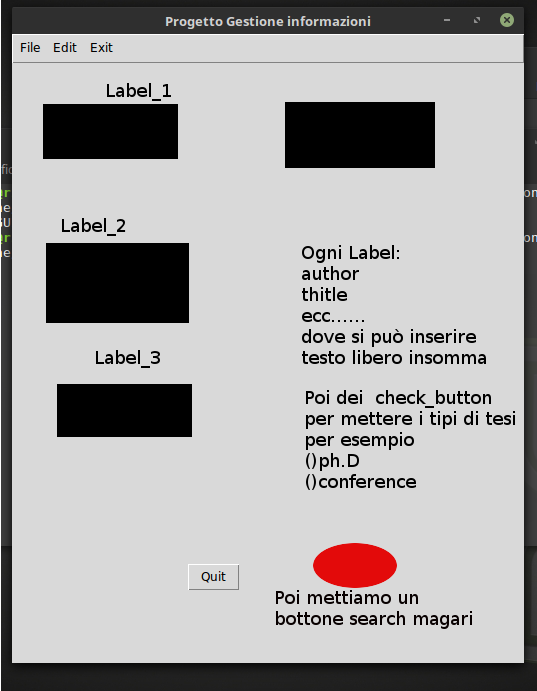 Progetto Gestione informazioni
File Edit Exit
Label_1
Label_2
Ogni Label:
author
thitle
ecc......
dove si può inserire
testo libero insomma
Label_3
Poi dei check_button
per mettere i tipi di tesi
per esempio
()ph.D
()conference
Quit
Poi mettiamo un
bottone search magari